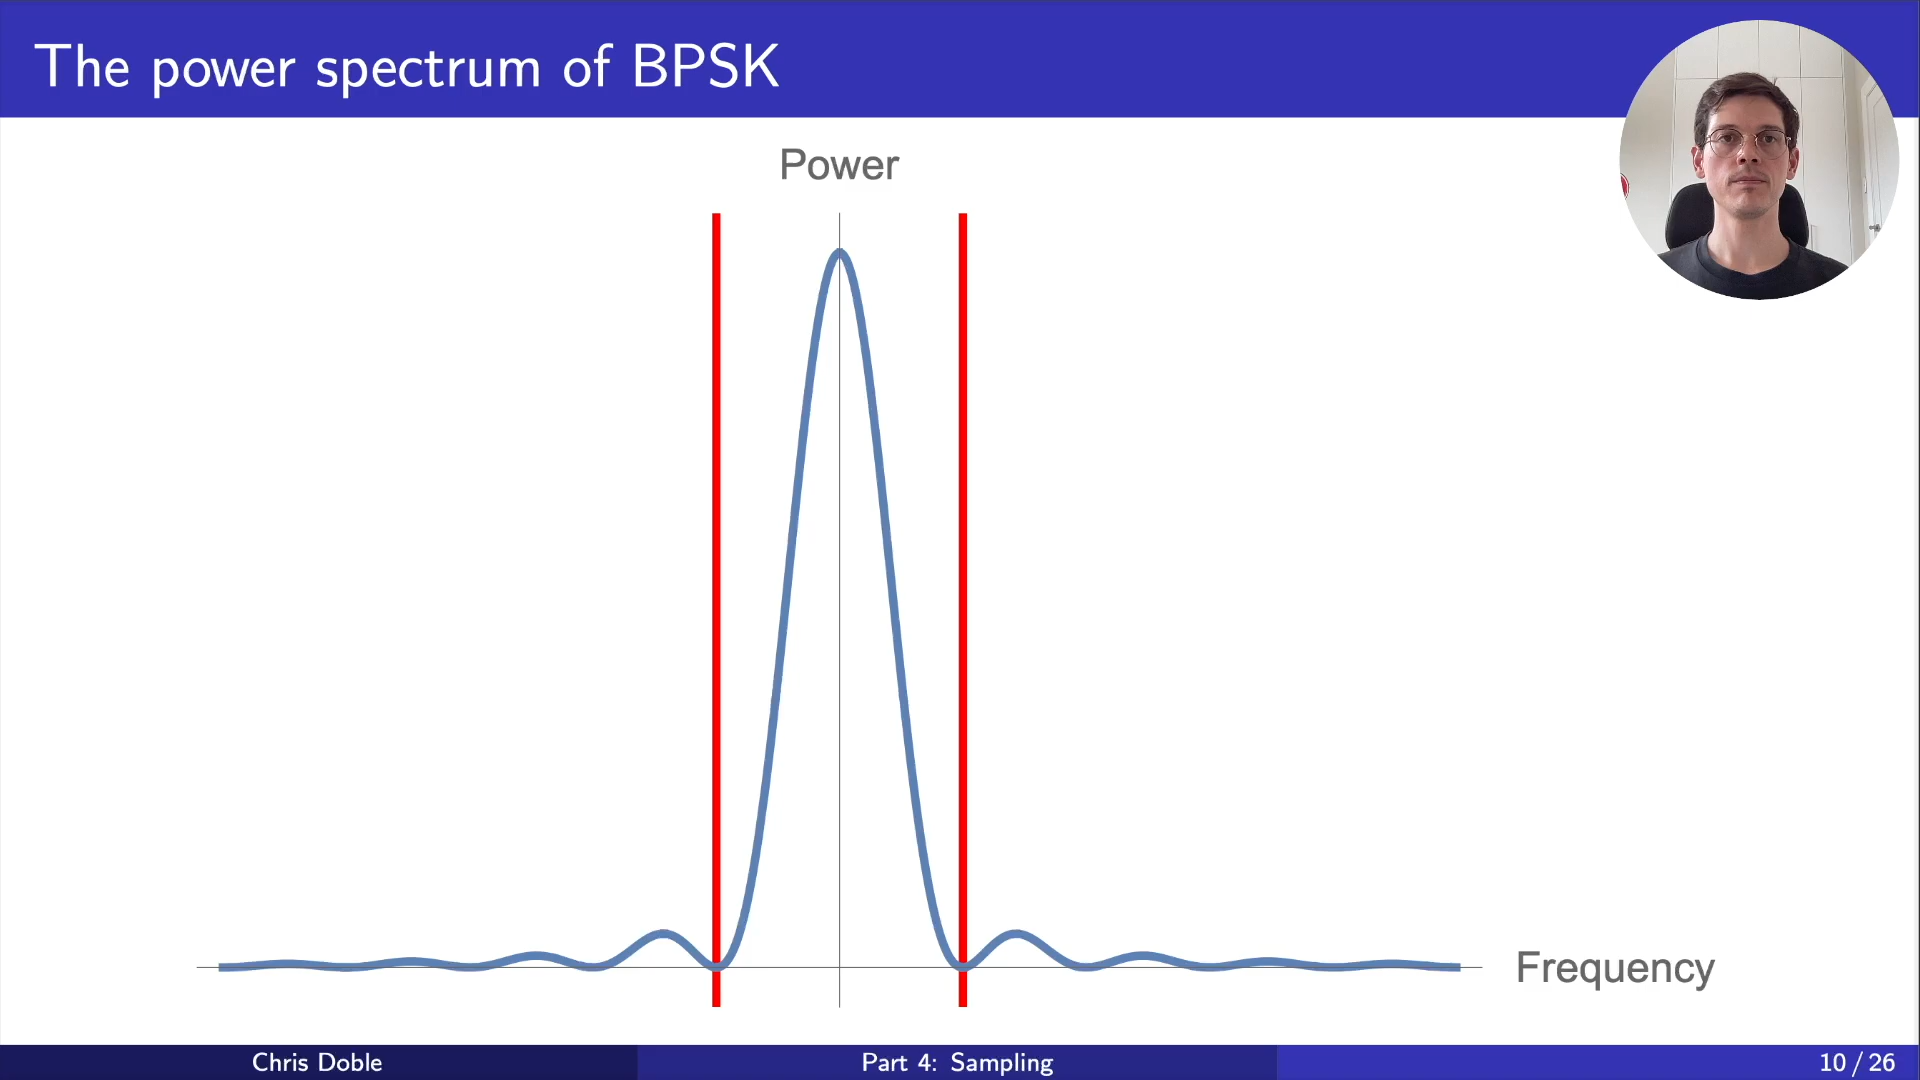 The power spectrum of BPSK
Power
Frequency
Chris Doble
Part 4: Sampling
10 / 26